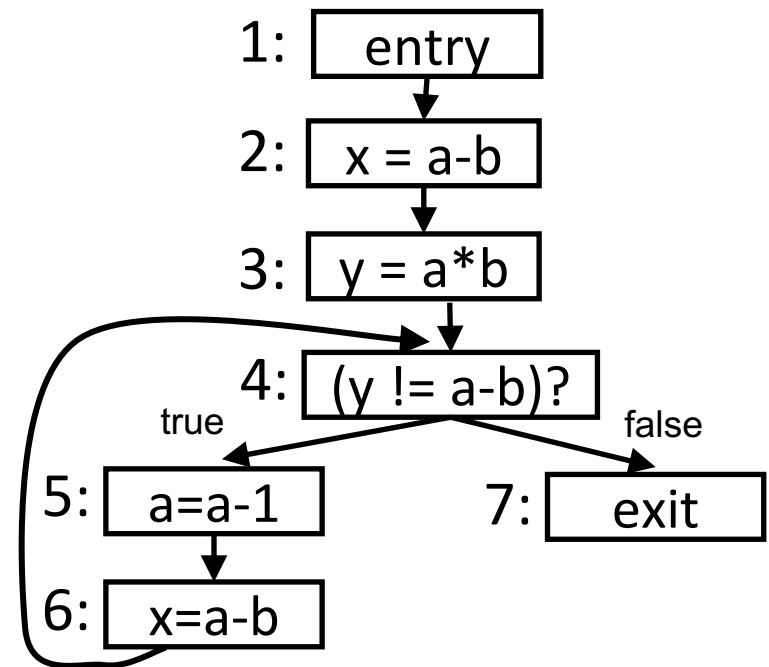 1: entry
2: x = a-b
3: y = a*b
4: (y != a-b)?
true false
5: a=a-1 7: exit
6: x=a-b